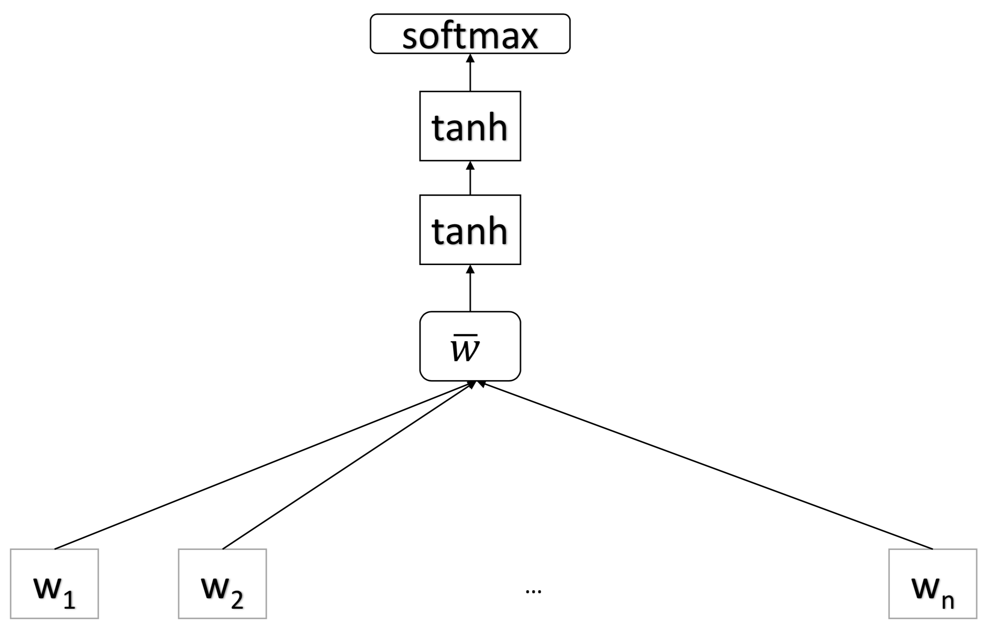 softmax
tanh
tanh
w̅
w₁ w₂ ... wₙ